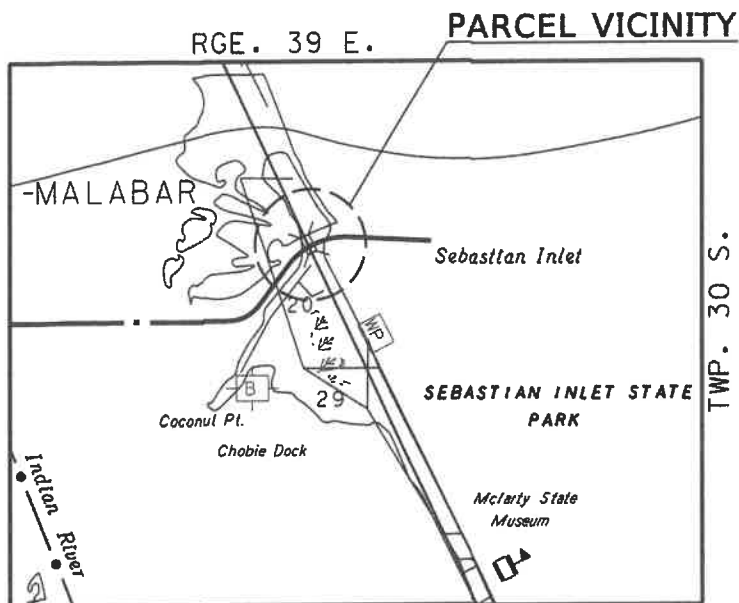 PARCEL VICINITY
RGE. 39 E.
-MALABAR
Sebastian Inlet
TWP. 30 S.
20
WP
SEBASTIAN INLET STATE
PARK
B
29
Coconut Pt.
Chobie Dock
Mclarty State
Museum
Indian River